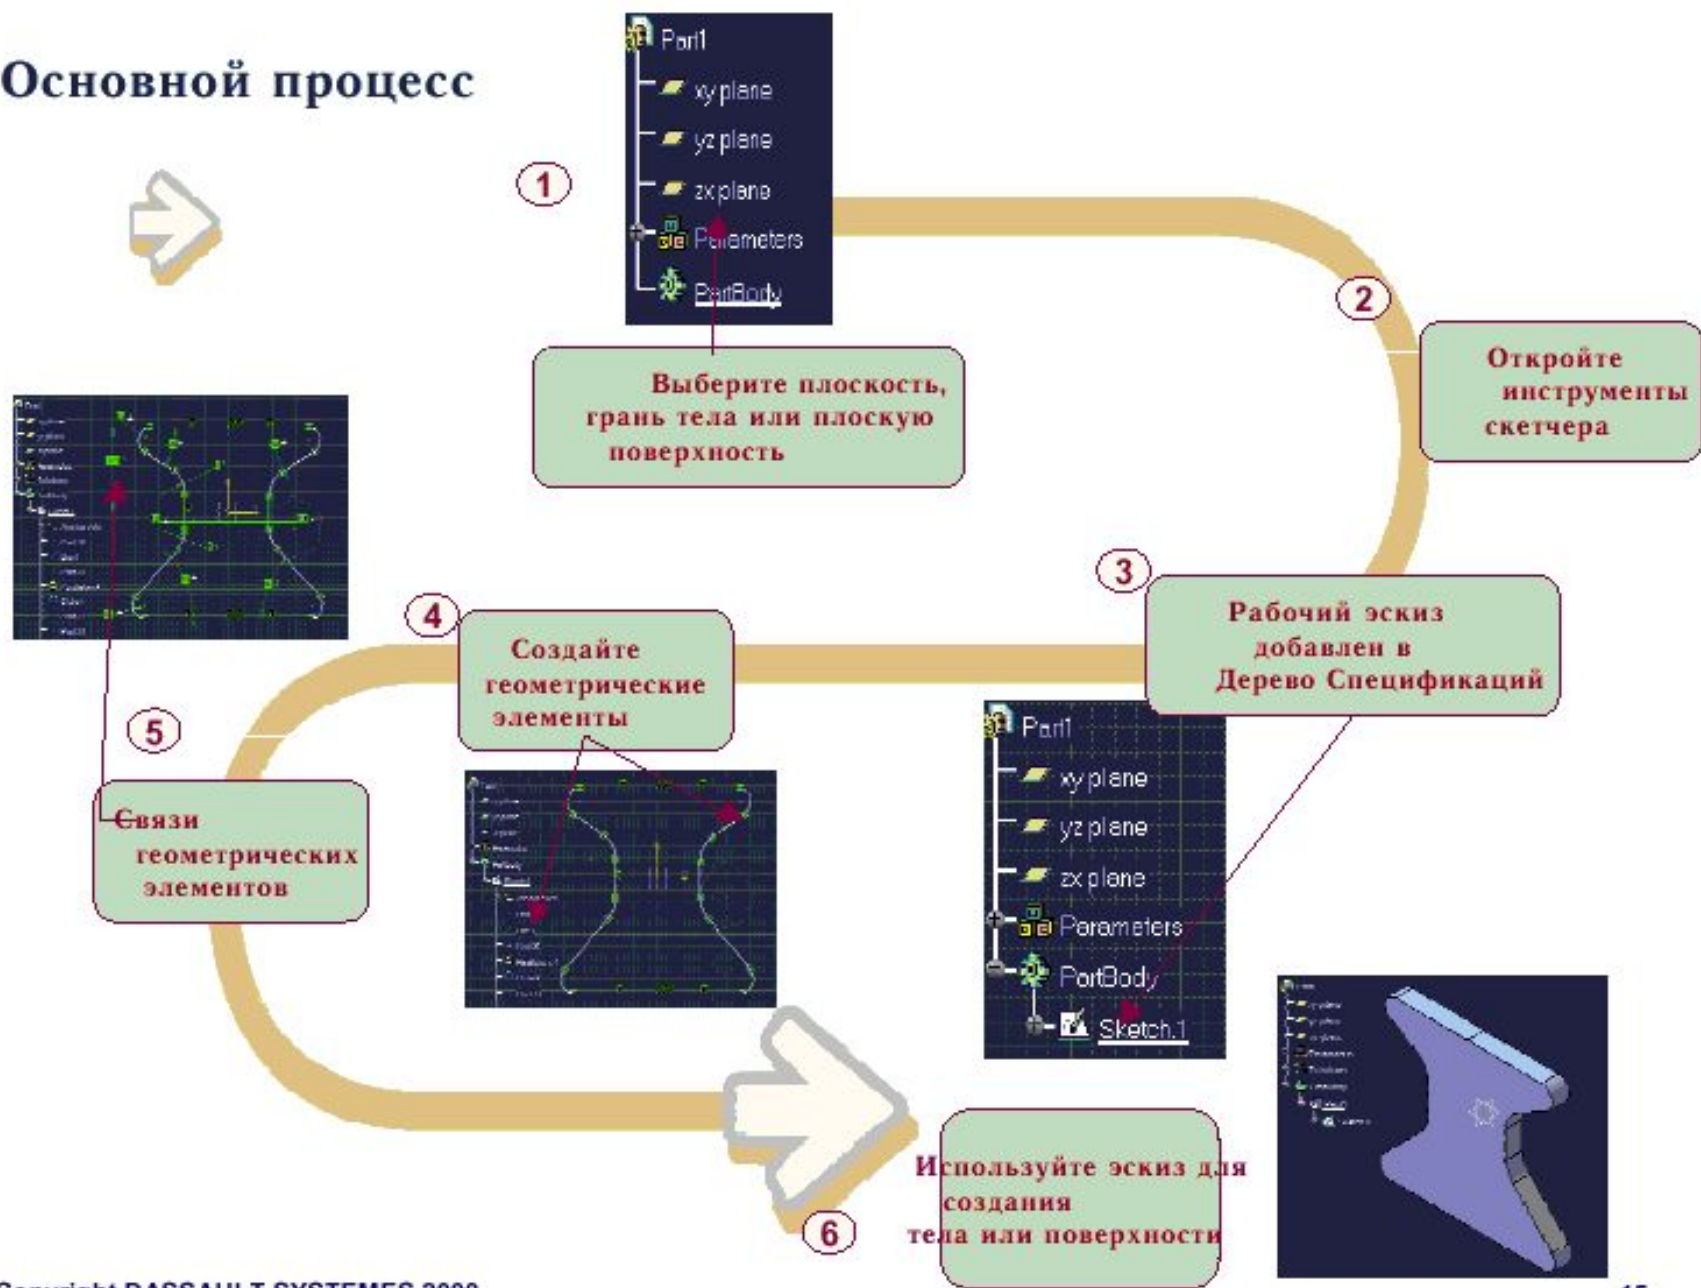 Основной процесс
Part1
xy plane
yz plane
zx plane
Parameters
PartBody
1
Выберите плоскость,
грань тела или плоскую
поверхность
2
Откройте
инструменты
скетчера
3
Рабочий эскиз
добавлен в
Дерево Спецификаций
Part1
xy plane
yz plane
zx plane
Parameters
PartBody
Sketch.1
4
Создайте
геометрические
элементы
5
Связи
геометрических
элементов
6
Используйте эскиз для
создания
тела или поверхности
Copyright DASSAULT SYSTEMES